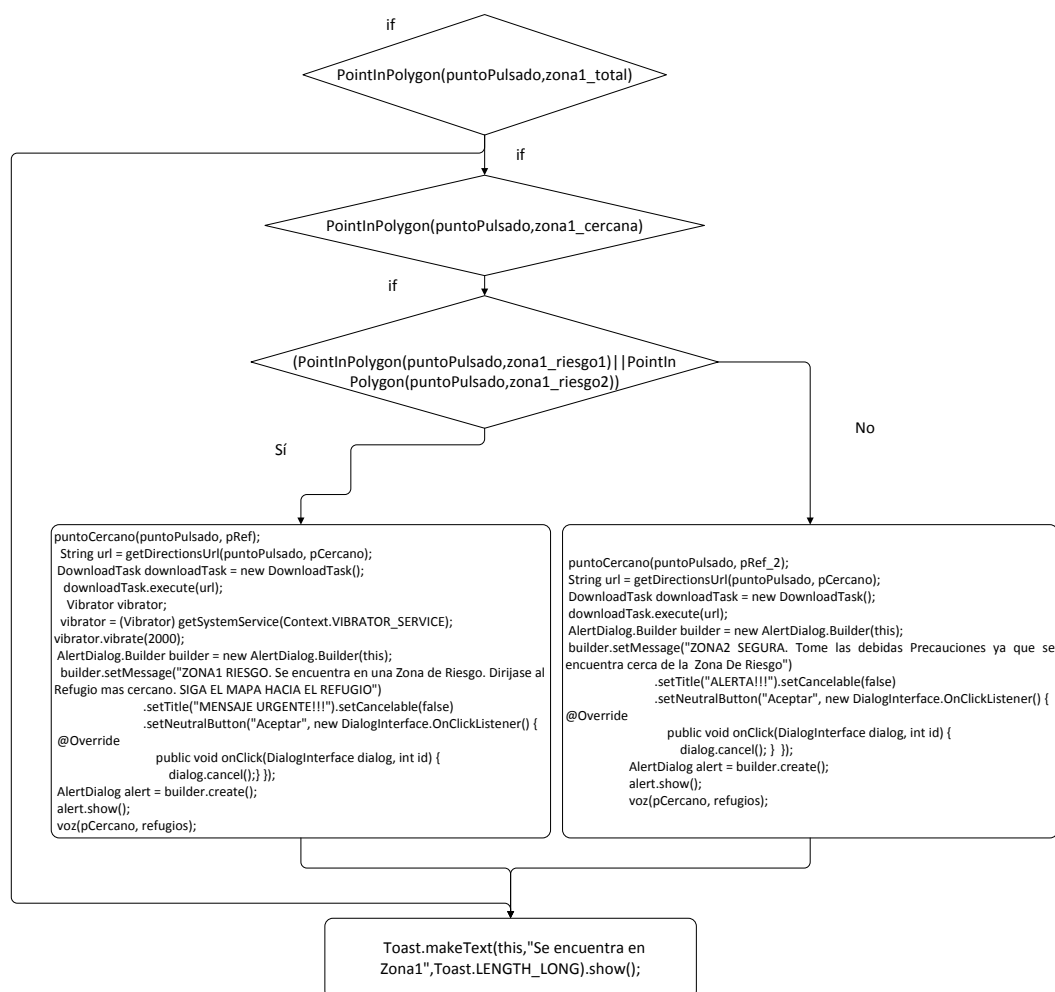 if
PointInPolygon(puntoPulsado,zona1_total)
if
PointInPolygon(puntoPulsado,zona1_cercana)
if
(PointInPolygon(puntoPulsado,zona1_riesgo1)||PointIn
Polygon(puntoPulsado,zona1_riesgo2))
Sí
No
puntoCercano(puntoPulsado, pRef);
String url = getDirectionsUrl(puntoPulsado, pCercano);
DownloadTask downloadTask = new DownloadTask();
downloadTask.execute(url);
Vibrator vibrator;
vibrator = (Vibrator) getSystemService(Context.VIBRATOR_SERVICE);
vibrator.vibrate(2000);
AlertDialog.Builder builder = new AlertDialog.Builder(this);
builder.setMessage("ZONA1 RIESGO. Se encuentra en una Zona de Riesgo. Dirijase al
Refugio mas cercano. SIGA EL MAPA HACIA EL REFUGIO")
.setTitle("MENSAJE URGENTE!!!").setCancelable(false)
.setNeutralButton("Aceptar", new DialogInterface.OnClickListener() {
@Override
public void onClick(DialogInterface dialog, int id) {
dialog.cancel();} });
AlertDialog alert = builder.create();
alert.show();
voz(pCercano, refugios);
puntoCercano(puntoPulsado, pRef_2);
String url = getDirectionsUrl(puntoPulsado, pCercano);
DownloadTask downloadTask = new DownloadTask();
downloadTask.execute(url);
AlertDialog.Builder builder = new AlertDialog.Builder(this);
builder.setMessage("ZONA2 SEGURA. Tome las debidas Precauciones ya que se
encuentra cerca de la Zona De Riesgo")
.setTitle("ALERTA!!!").setCancelable(false)
.setNeutralButton("Aceptar", new DialogInterface.OnClickListener() {
@Override
public void onClick(DialogInterface dialog, int id) {
dialog.cancel(); } });
AlertDialog alert = builder.create();
alert.show();
voz(pCercano, refugios);
Toast.makeText(this,"Se encuentra en
Zona1",Toast.LENGTH_LONG).show();